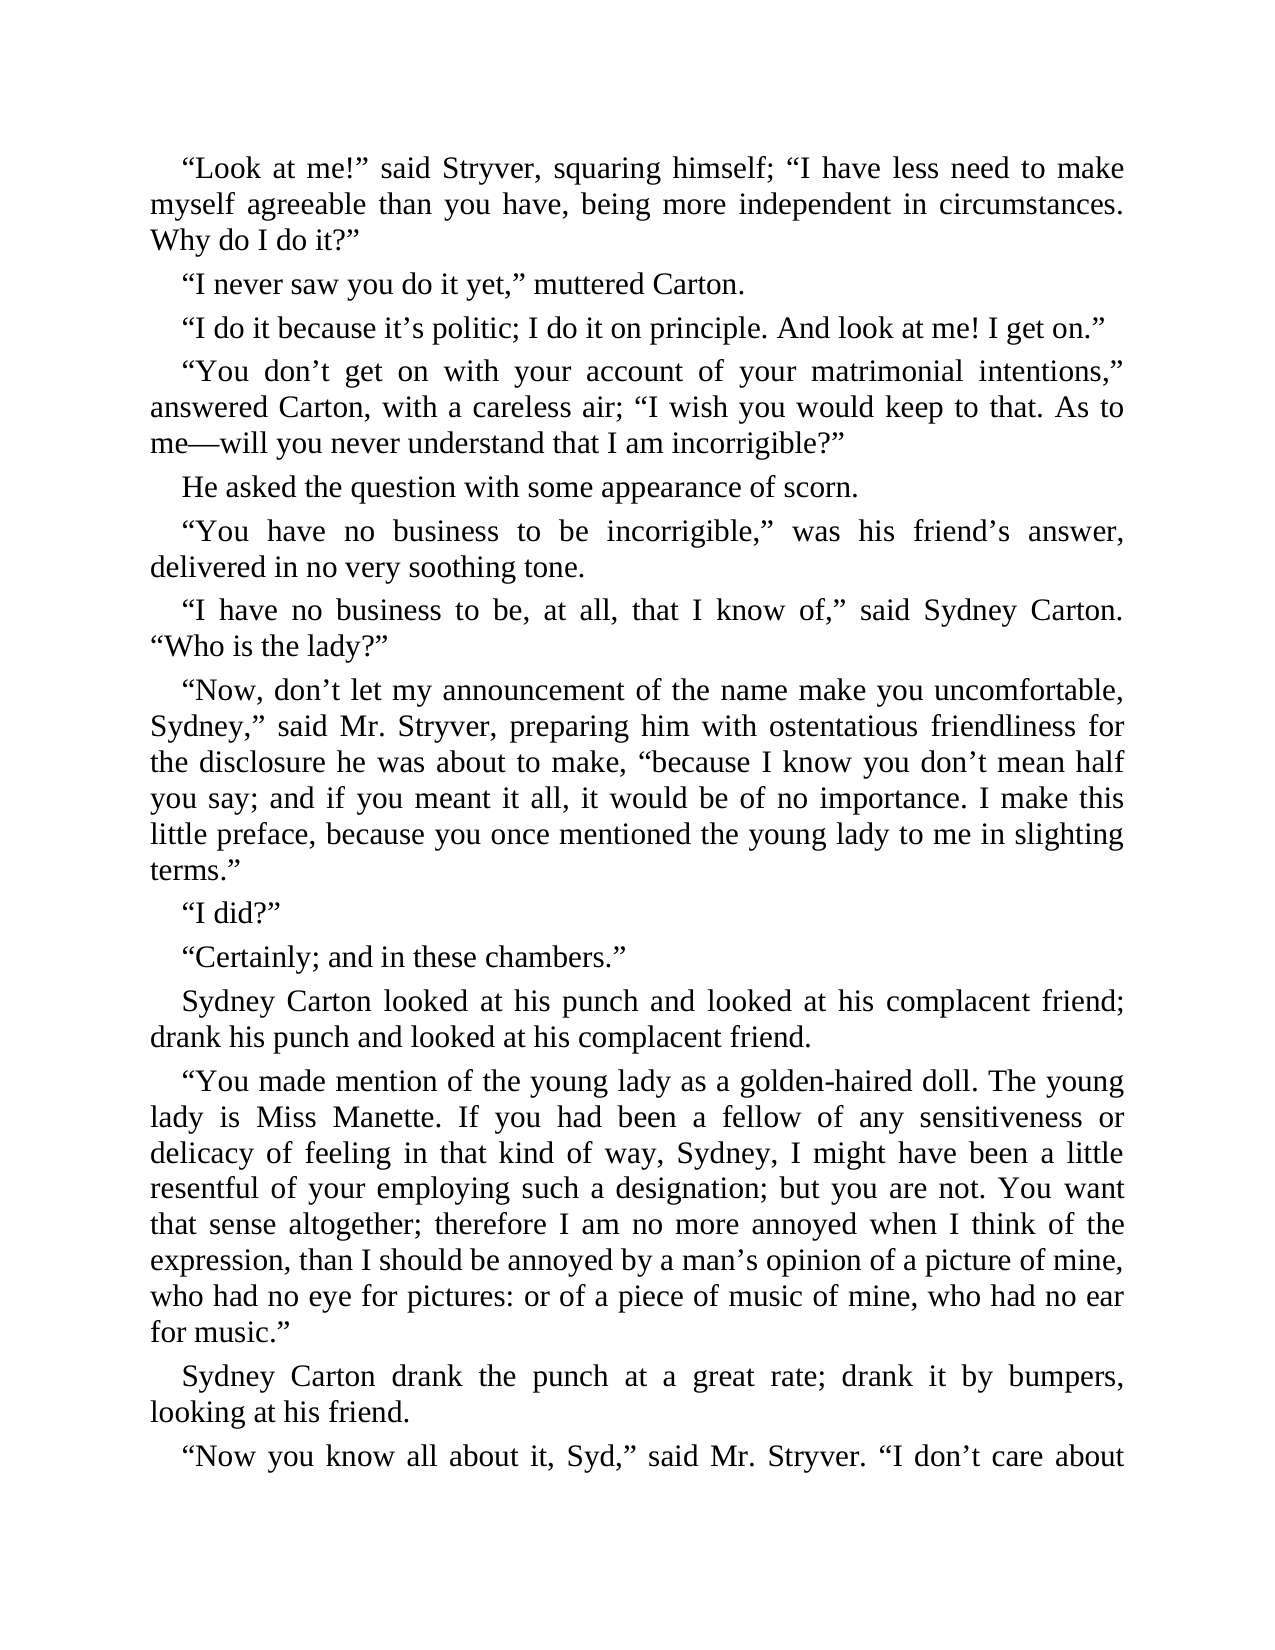 “Look at me!” said Stryver, squaring himself; “I have less need to make
myself agreeable than you have, being more independent in circumstances.
Why do I do it?”
“I never saw you do it yet,” muttered Carton.
“I do it because it’s politic; I do it on principle. And look at me! I get on.”
“You don’t get on with your account of your matrimonial intentions,”
answered Carton, with a careless air; “I wish you would keep to that. As to
me—will you never understand that I am incorrigible?”
He asked the question with some appearance of scorn.
“You have no business to be incorrigible,” was his friend’s answer,
delivered in no very soothing tone.
“I have no business to be, at all, that I know of,” said Sydney Carton.
“Who is the lady?”
“Now, don’t let my announcement of the name make you uncomfortable,
Sydney,” said Mr. Stryver, preparing him with ostentatious friendliness for
the disclosure he was about to make, “because I know you don’t mean half
you say; and if you meant it all, it would be of no importance. I make this
little preface, because you once mentioned the young lady to me in slighting
terms.”
“I did?”
“Certainly; and in these chambers.”
Sydney Carton looked at his punch and looked at his complacent friend;
drank his punch and looked at his complacent friend.
“You made mention of the young lady as a golden-haired doll. The young
lady is Miss Manette. If you had been a fellow of any sensitiveness or
delicacy of feeling in that kind of way, Sydney, I might have been a little
resentful of your employing such a designation; but you are not. You want
that sense altogether; therefore I am no more annoyed when I think of the
expression, than I should be annoyed by a man’s opinion of a picture of mine,
who had no eye for pictures: or of a piece of music of mine, who had no ear
for music.”
Sydney Carton drank the punch at a great rate; drank it by bumpers,
looking at his friend.
“Now you know all about it, Syd,” said Mr. Stryver. “I don’t care about